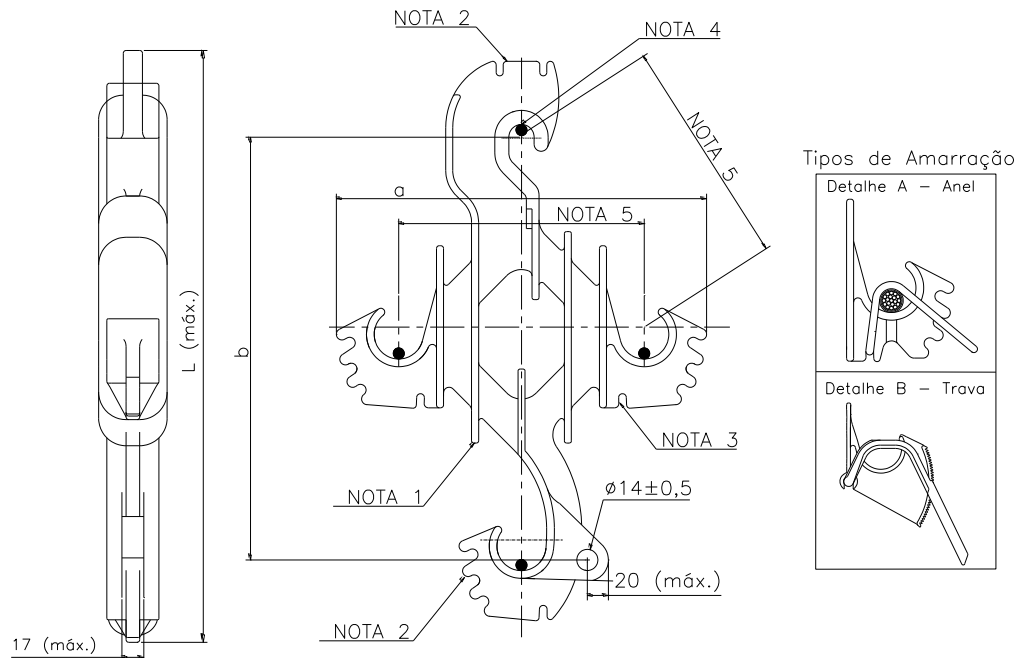 NOTA 2
NOTA 4
NOTA 5
Tipos de Amarração
Detalhe A – Anel
a
NOTA 5
L (máx.)
b
Detalhe B – Trava
NOTA 3
NOTA 1
ø14±0,5
20 (máx.)
NOTA 2
17 (máx.)